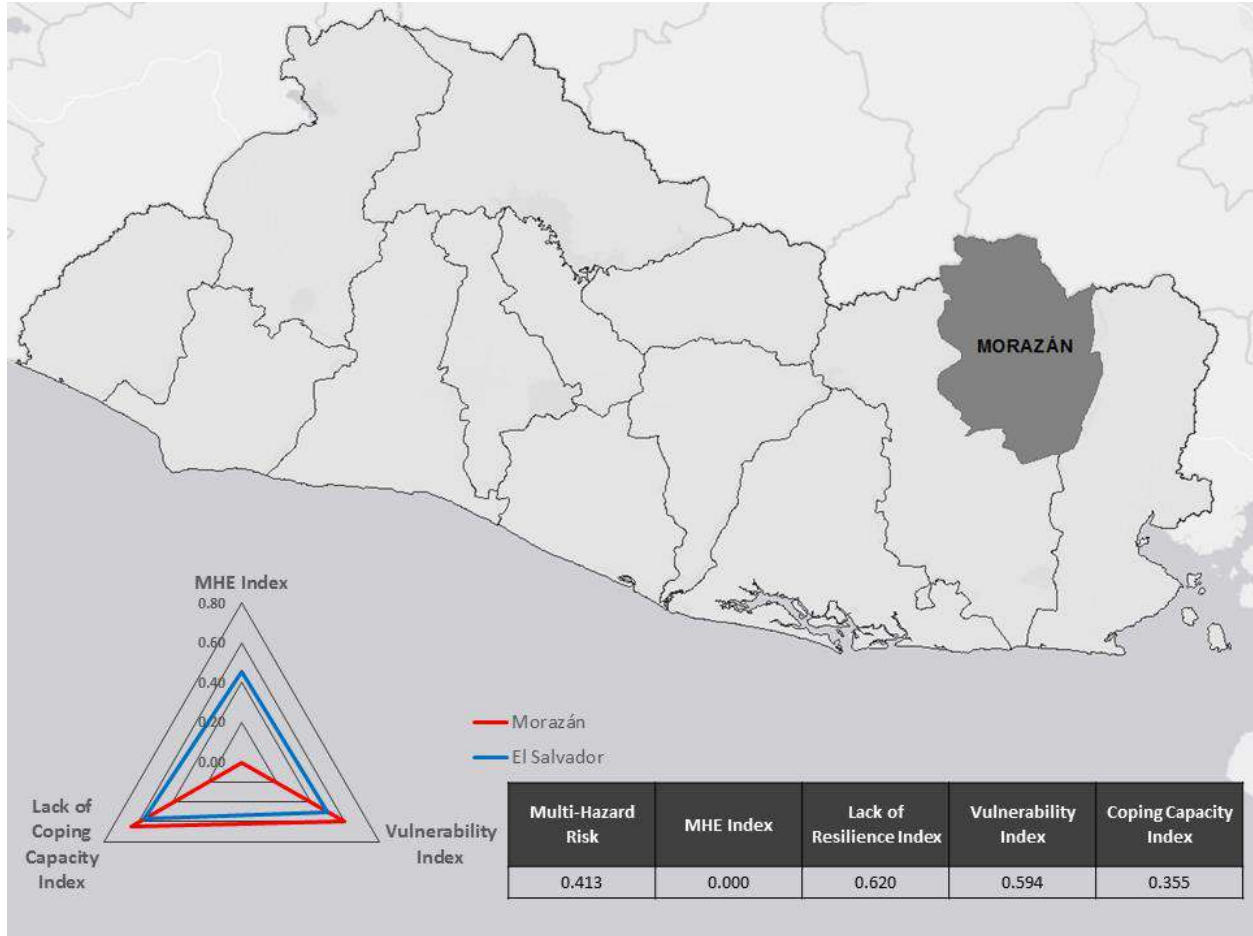 MORAZÁN
MHE Index
0.80
0.60
0.40
0.20
0.00
Lack of
Coping
Capacity
Index
Vulnerability
Index
Morazán
El Salvador
Multi-Hazard
Risk
MHE Index
Lack of
Resilience Index
Vulnerability
Index
Coping Capacity
Index
0.413
0.000
0.620
0.594
0.355